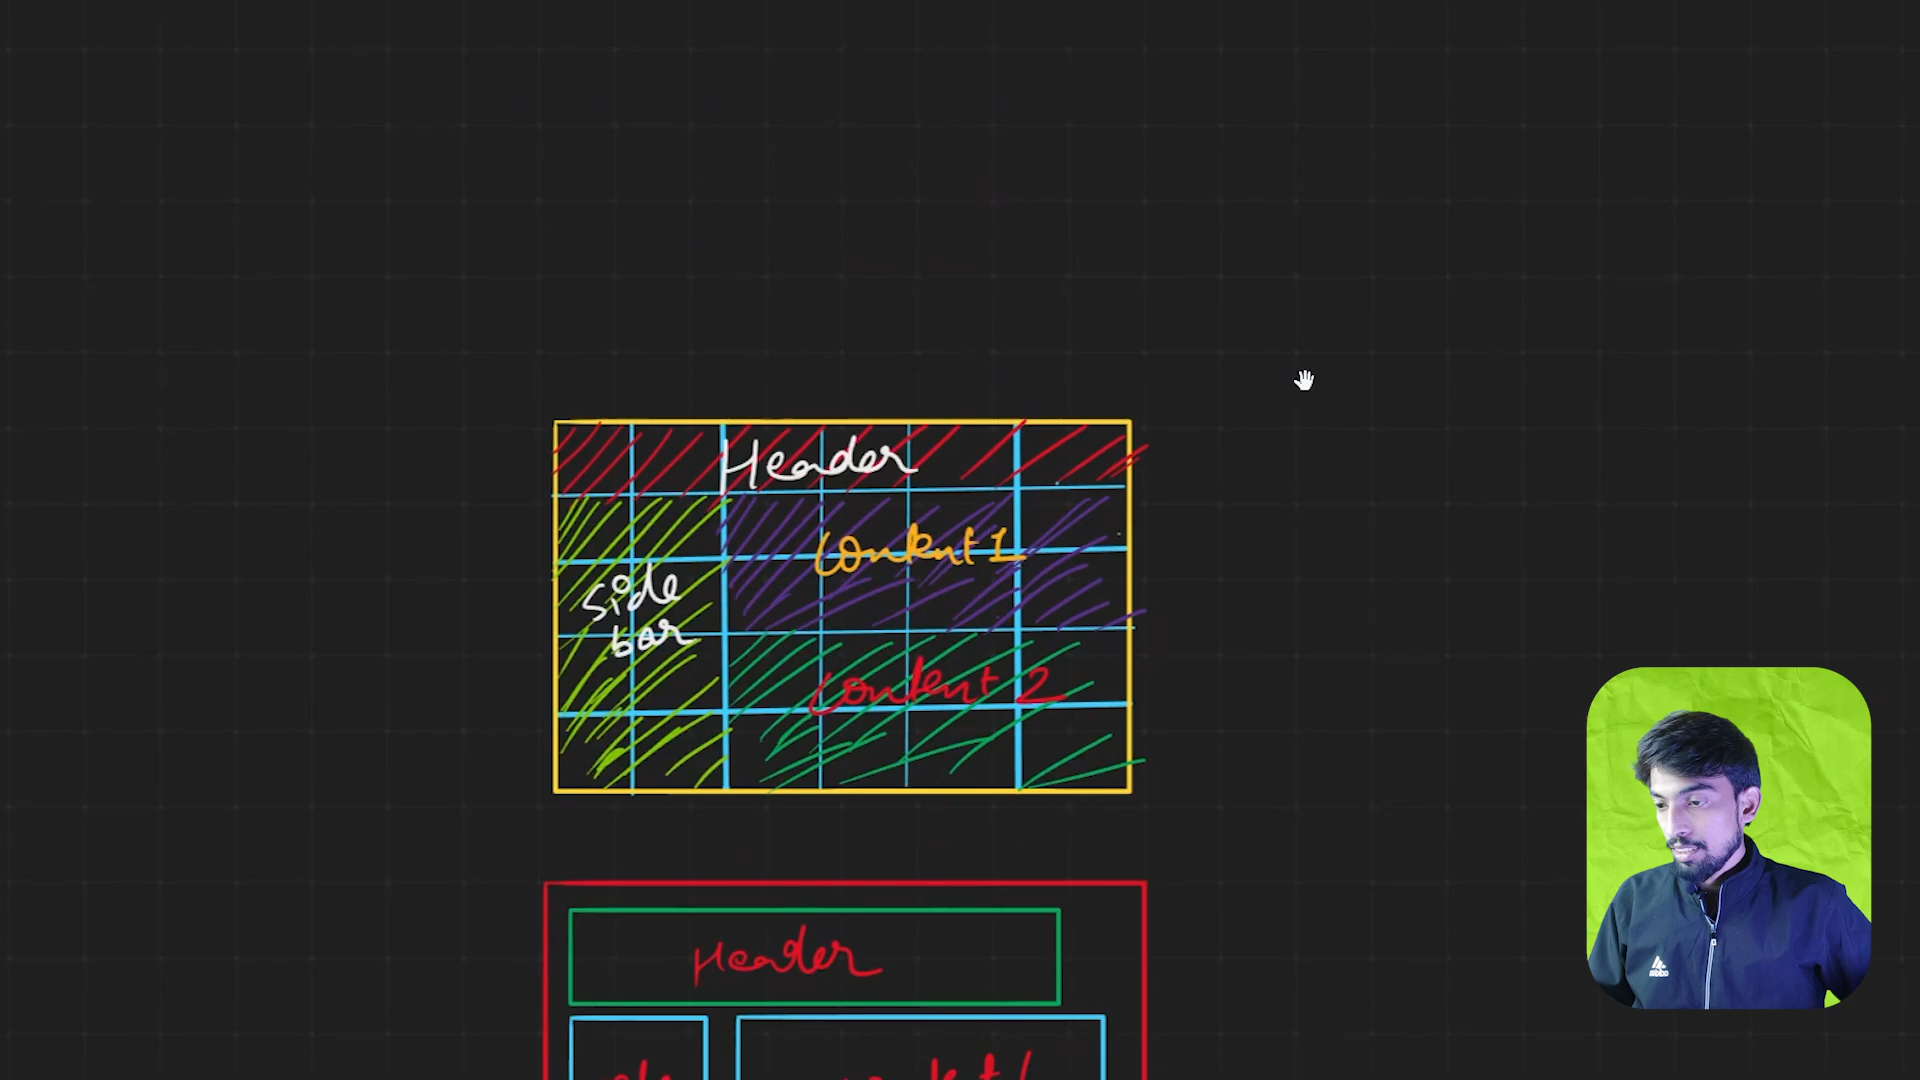 Header
Content 1
Side
bar
Content 2
Header